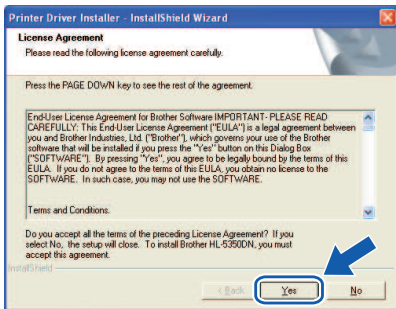 Printer Driver Installer - InstallShield Wizard
License Agreement
Please read the following license agreement carefully.
Press the PAGE DOWN key to see the rest of the agreement.
End-User License Agreement for Brother Software IMPORTANT- PLEASE READ
CAREFULLY: This End-User License Agreement ("EULA") is a legal agreement between
you and Brother Industries, Ltd. ("Brother"), which governs your use of the Brother
software that will be installed if you press the "Yes" button on this Dialog Box
("SOFTWARE"). By pressing "Yes", you agree to be legally bound by the terms of this
EULA. If you do not agree to the terms of this EULA, you obtain no license to the
SOFTWARE. In such case, you may not use the SOFTWARE.
Terms and Conditions.
Do you accept all the terms of the preceding License Agreement? If you
select No, the setup will close. To install Brother HL-5350DN, you must
accept this agreement.
InstallShield
< Back
Yes
No